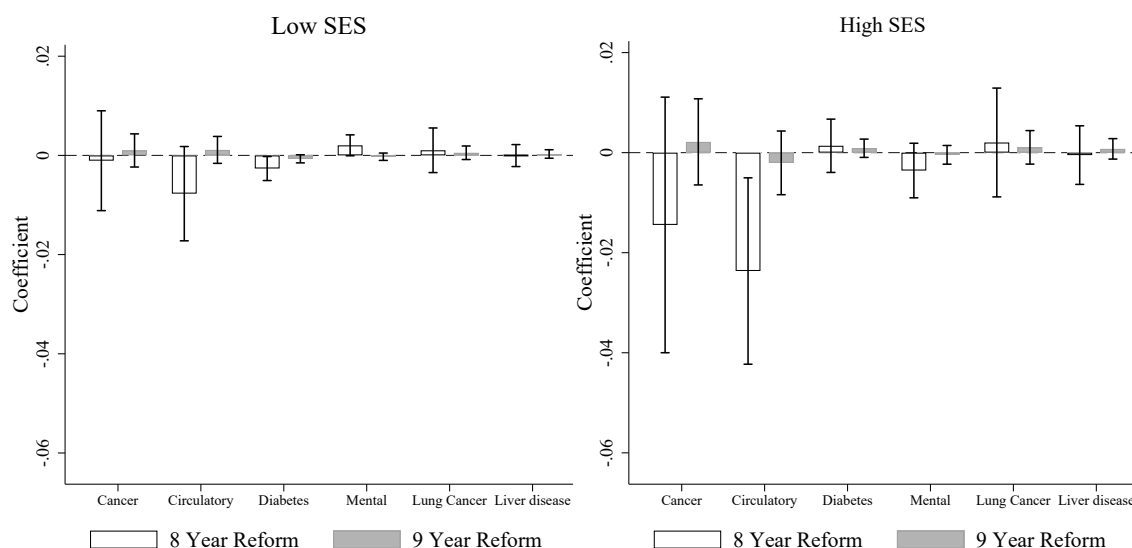 Low SES
.02
0
-.02
-.04
-.06
Coefficient
Cancer Circulatory Diabetes Mental Lung Cancer Liver disease
8 Year Reform 9 Year Reform
High SES
.02
0
-.02
-.04
-.06
Coefficient
Cancer Circulatory Diabetes Mental Lung Cancer Liver disease
8 Year Reform 9 Year Reform